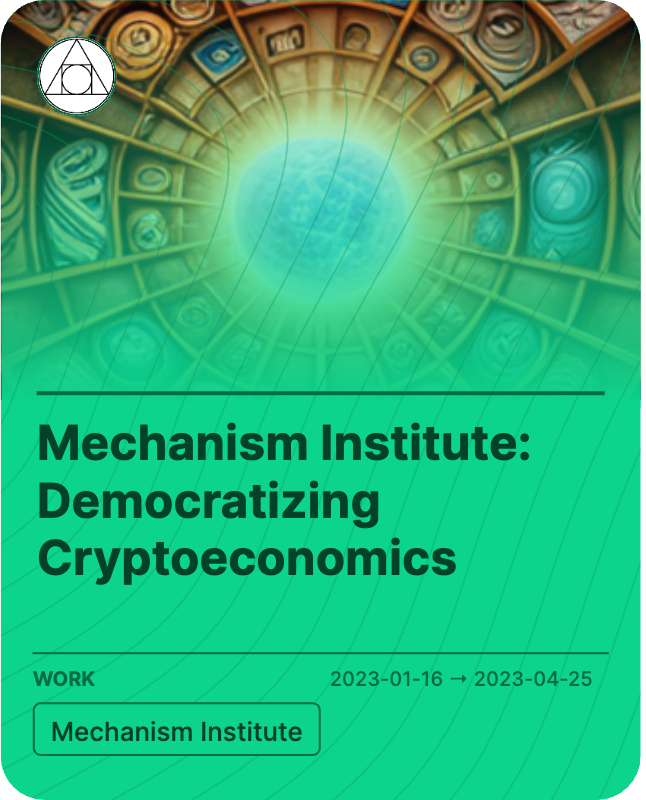 Mechanism Institute:
Democratizing
Cryptoeconomics
WORK
2023-01-16 → 2023-04-25
Mechanism Institute